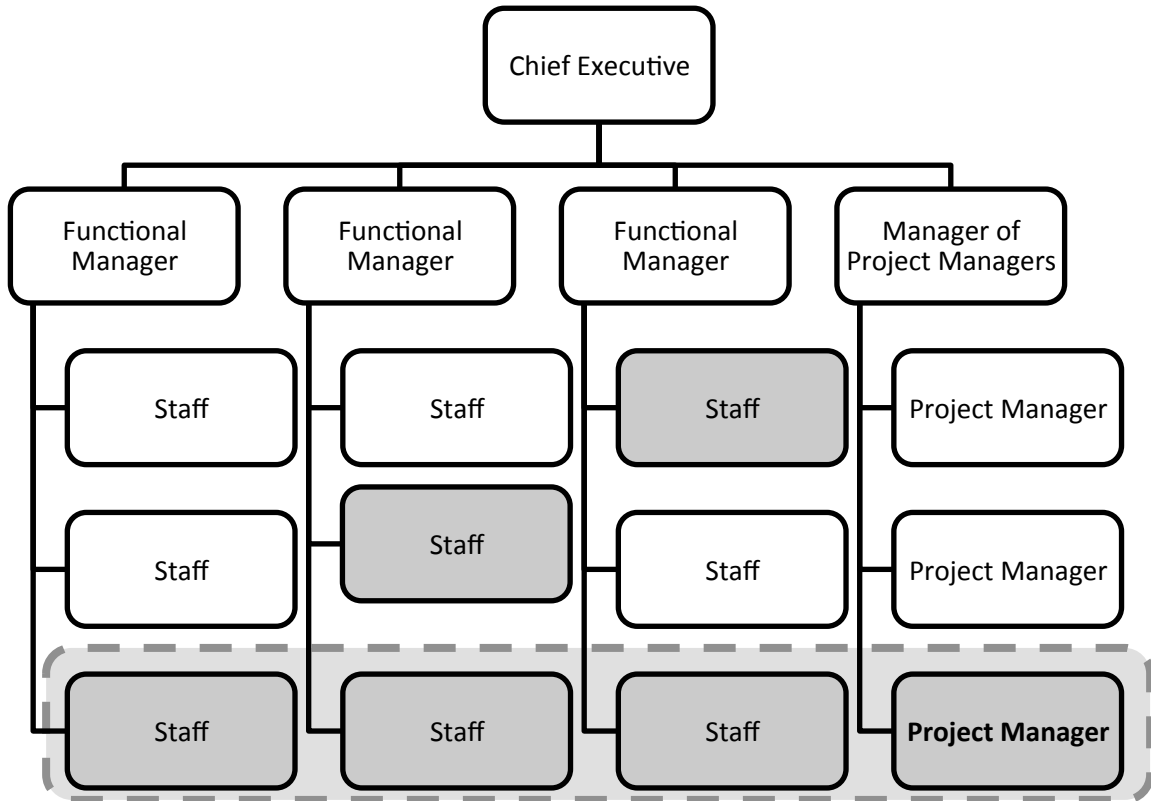 Chief Executive
Functional
Manager
Functional
Manager
Functional
Manager
Manager of
Project Managers
Staff
Staff
Staff
Project Manager
Staff
Staff
Staff
Project Manager
Staff
Staff
Staff
Project Manager